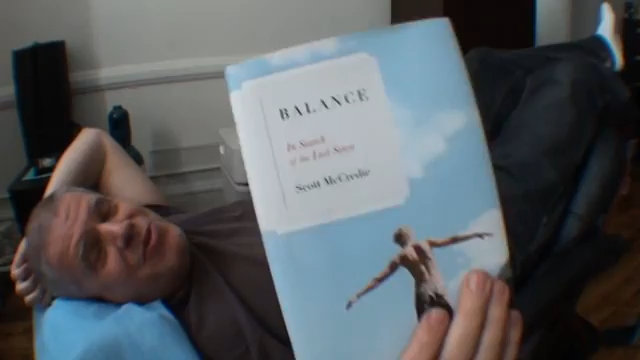 BALANCE
In Search
of the Lost Sense
Scott McCredie